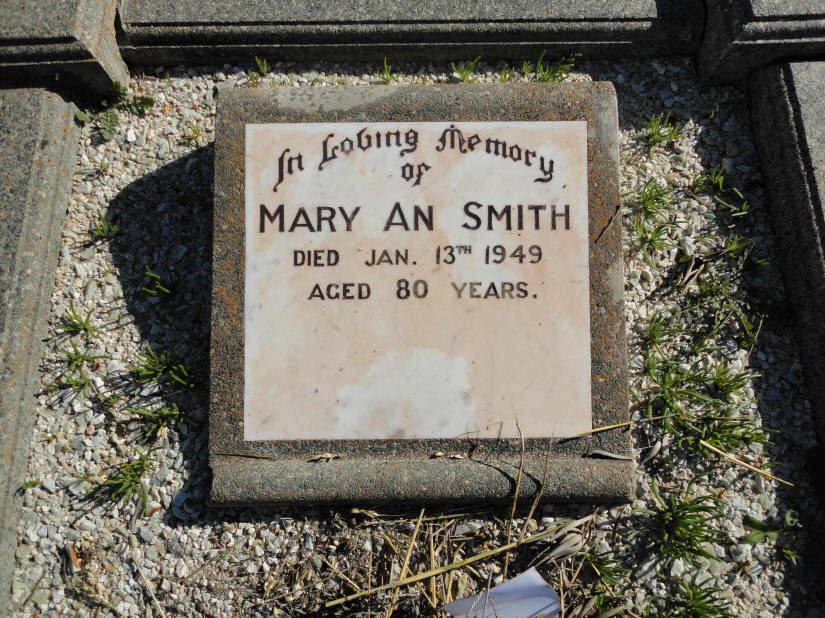 In Loving Memory
of
MARY AN SMITH
DIED JAN. 13TH 1949
AGED 80 YEARS.